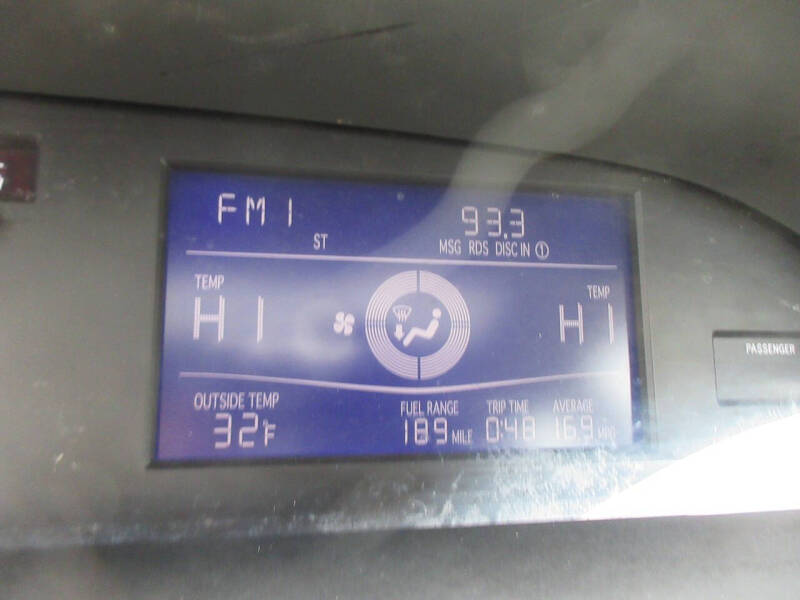 FM1 93.3
ST MSG RDS DISC IN 1
TEMP TEMP
HI HI
PASSENGER
OUTSIDE TEMP FUEL RANGE TRIP TIME AVERAGE
32°F 189 MILE 0:48 16.9 MPG